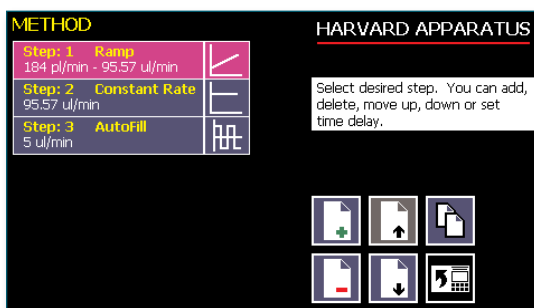 METHOD
Step: 1 Ramp
184 pl/min - 95.57 ul/min
Step: 2 Constant Rate
95.57 ul/min
Step: 3 AutoFill
5 ul/min
HARVARD APPARATUS
Select desired step. You can add,
delete, move up, down or set
time delay.